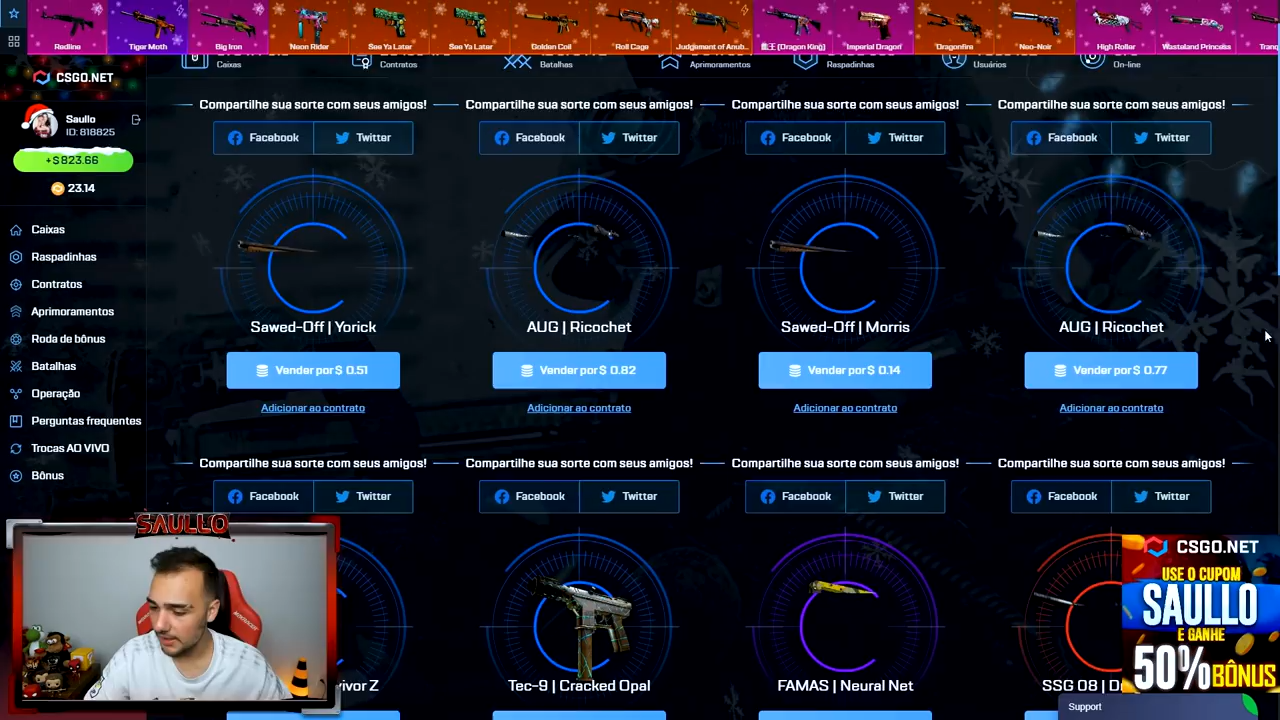 Redline
Tiger Moth
Big Iron
Neon Rider
See Ya Later
See Ya Later
Golden Coil
Roll Cage
Judgement of Anub...
龍王 (Dragon King)
Imperial Dragon
Dragonfire
Neo-Noir
High Roller
Wasteland Princess
Caixas
Contratos
Batalhas
Aprimoramentos
Raspadinhas
Usuários
On-line
CSGO.NET
Saullo
ID: 818825
+$ 823.66
23.14
Caixas
Raspadinhas
Contratos
Aprimoramentos
Roda de bônus
Batalhas
Operação
Perguntas frequentes
Trocas AO VIVO
Bônus
Compartilhe sua sorte com seus amigos!
Compartilhe sua sorte com seus amigos!
Compartilhe sua sorte com seus amigos!
Compartilhe sua sorte com seus amigos!
Facebook Twitter
Facebook Twitter
Facebook Twitter
Facebook Twitter
Sawed-Off | Yorick
AUG | Ricochet
Sawed-Off | Morris
AUG | Ricochet
Vender por $ 0.51
Vender por $ 0.82
Vender por $ 0.14
Vender por $ 0.77
Adicionar ao contrato
Adicionar ao contrato
Adicionar ao contrato
Adicionar ao contrato
Compartilhe sua sorte com seus amigos!
Compartilhe sua sorte com seus amigos!
Compartilhe sua sorte com seus amigos!
Compartilhe sua sorte com seus amigos!
Facebook Twitter
Facebook Twitter
Facebook Twitter
Facebook Twitter
Z
Tec-9 | Cracked Opal
FAMAS | Neural Net
SSG 08 |
SAULLO
CSGO.NET
USE O CUPOM
SAULLO
E GANHE
50% BÔNUS
Support